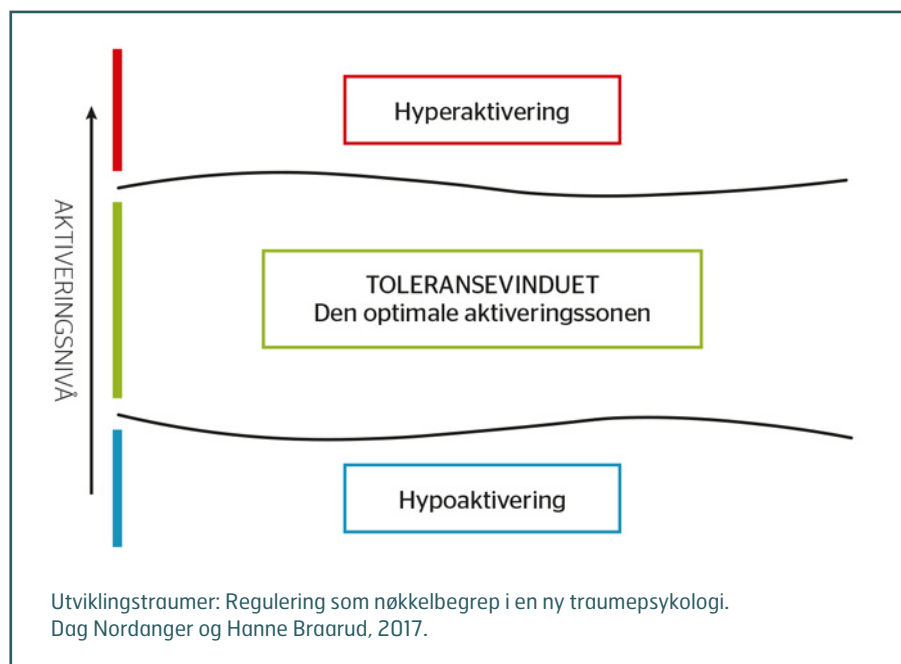 Hyperaktivering
AKTIVERINGSNIVÅ
TOLERANSEVINDUET
Den optimale aktiveringssonen
Hypoaktivering
Utviklingstraumer: Regulering som nøkkelbegrep i en ny traumepsykologi.
Dag Nordanger og Hanne Braarud, 2017.